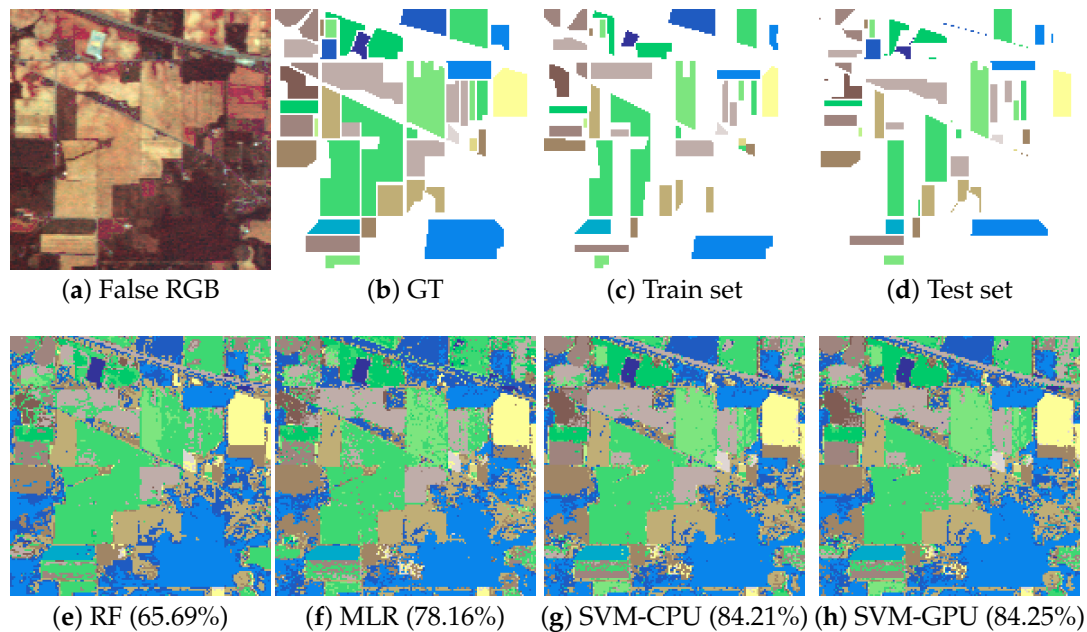 (a) False RGB
(b) GT
(c) Train set
(d) Test set
(e) RF (65.69%)
(f) MLR (78.16%)
(g) SVM-CPU (84.21%)
(h) SVM-GPU (84.25%)